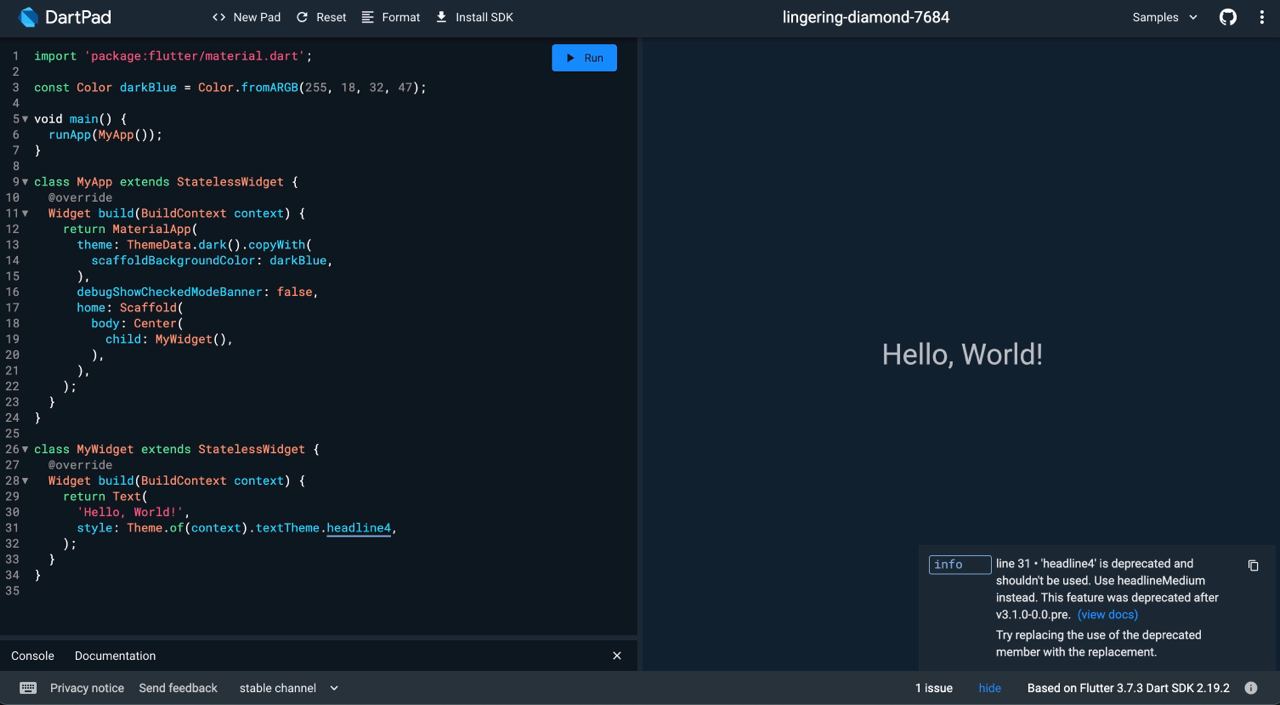 DartPad
New Pad
Reset
Format
Install SDK
lingering-diamond-7684
Samples
Run
1 import 'package:flutter/material.dart';
2
3 const Color darkBlue = Color.fromARGB(255, 18, 32, 47);
4
5 void main() {
6   runApp(MyApp());
7 }
8
9 class MyApp extends StatelessWidget {
10   @override
11   Widget build(BuildContext context) {
12     return MaterialApp(
13       theme: ThemeData.dark().copyWith(
14         scaffoldBackgroundColor: darkBlue,
15       ),
16       debugShowCheckedModeBanner: false,
17       home: Scaffold(
18         body: Center(
19           child: MyWidget(),
20         ),
21       ),
22     );
23   }
24 }
25
26 class MyWidget extends StatelessWidget {
27   @override
28   Widget build(BuildContext context) {
29     return Text(
30       'Hello, World!',
31       style: Theme.of(context).textTheme.headline4,
32     );
33   }
34 }
35
Hello, World!
info
line 31 • 'headline4' is deprecated and
shouldn't be used. Use headlineMedium
instead. This feature was deprecated after
v3.1.0-0.0.pre. (view docs)
Try replacing the use of the deprecated
member with the replacement.
Console
Documentation
Privacy notice
Send feedback
stable channel
1 issue
hide
Based on Flutter 3.7.3 Dart SDK 2.19.2